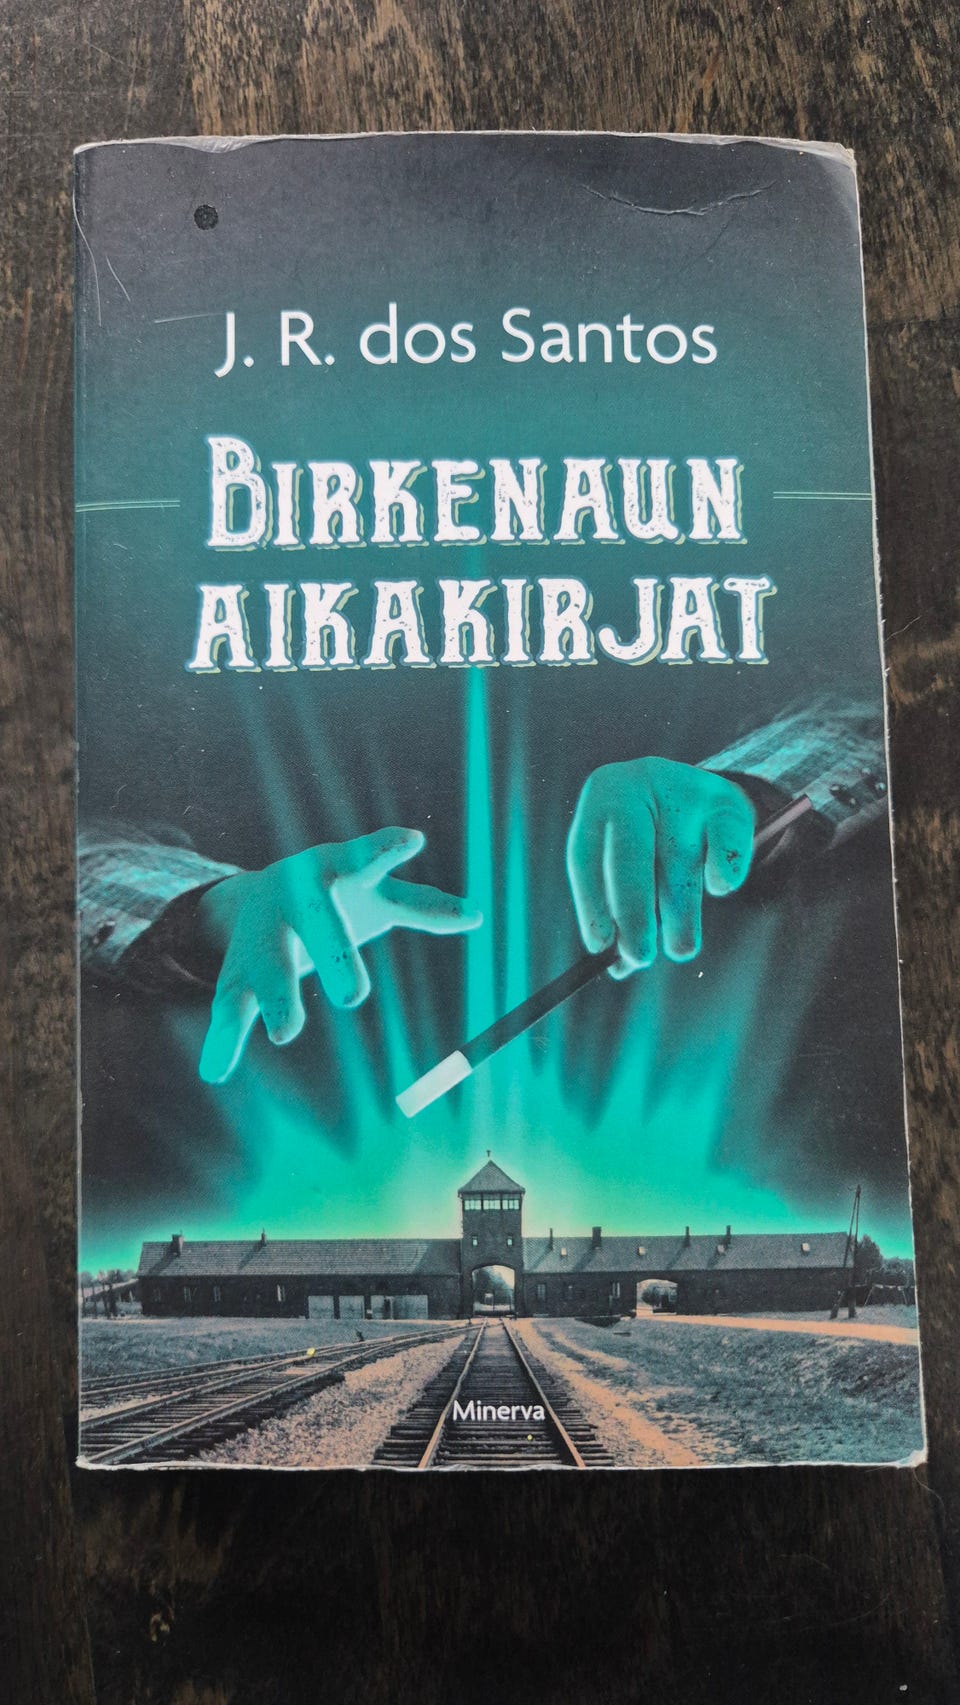 J. R. dos Santos
BIRKENAUN
AIKAKIRJAT
Minerva